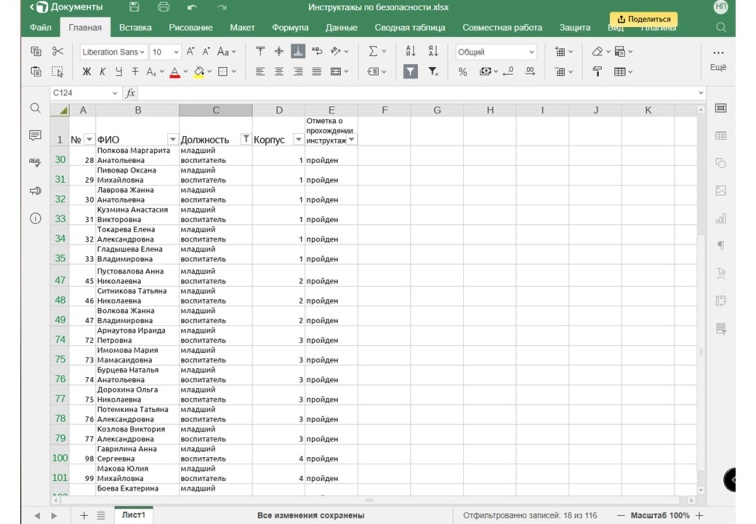 Документы
Инструктажы по безопасности.xlsx
НП
Файл Главная Вставка Рисование Макет Формула Данные Сводная таблица Совместная работа Защита Вид
Поделиться
Liberation Sans 10 Общий
Ж К Ч
Ещё
C124 fx
A B C D E F G H I J K
1 № ФИО Должность Корпус Отметка о прохождении инструктаж
30 28 Попкова Маргарита Анатольевна младший воспитатель 1 пройден
31 29 Пивовар Оксана Михайловна младший воспитатель 1 пройден
32 30 Лаврова Жанна Анатольевна младший воспитатель 1 пройден
33 31 Кузмина Анастасия Викторовна младший воспитатель 1 пройден
34 32 Токарева Елена Александровна младший воспитатель 1 пройден
35 33 Гладышева Елена Владимировна младший воспитатель 1 пройден
47 45 Пустовалова Анна Николаевна младший воспитатель 2 пройден
48 46 Ситникова Татьяна Николаевна младший воспитатель 2 пройден
49 47 Волкова Жанна Владимировна младший воспитатель 2 пройден
74 72 Арнаутова Ираида Петровна младший воспитатель 3 пройден
75 73 Имомова Мария Мамасаидовна младший воспитатель 3 пройден
76 74 Бурцева Наталья Анатольевна младший воспитатель 3 пройден
77 75 Дорохина Ольга Николаевна младший воспитатель 3 пройден
78 76 Потемкина Татьяна Александровна младший воспитатель 3 пройден
79 77 Козлова Виктория Александровна младший воспитатель 3 пройден
100 98 Гаврилина Анна Сергеевна младший воспитатель 4 пройден
101 99 Макова Юлия Михайловна младший воспитатель 4 пройден
Боева Екатерина младший
Лист1 Все изменения сохранены Отфильтровано записей: 18 из 116 Масштаб 100%